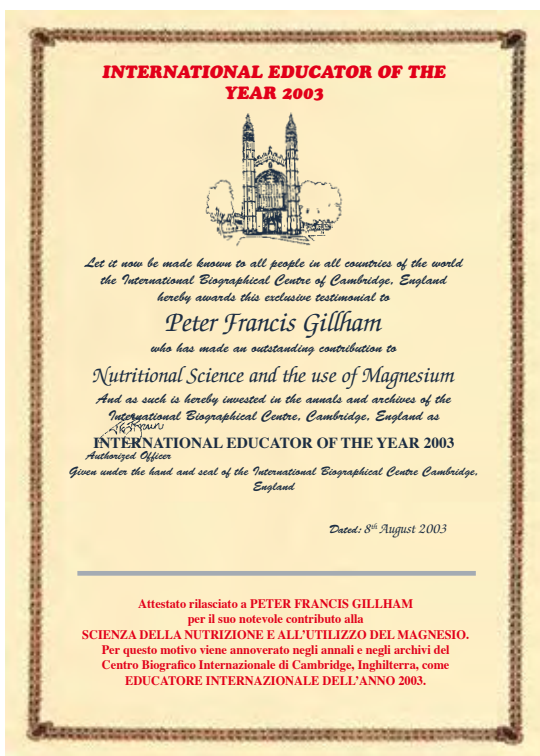 INTERNATIONAL EDUCATOR OF THE
YEAR 2003
Let it now be made known to all people in all countries of the world
the International Biographical Centre of Cambridge, England
hereby awards this exclusive testimonial to
Peter Francis Gillham
who has made an outstanding contribution to
Nutritional Science and the use of Magnesium
And as such is hereby invested in the annals and archives of the
International Biographical Centre, Cambridge, England as
INTERNATIONAL EDUCATOR OF THE YEAR 2003
Authorized Officer
Given under the hand and seal of the International Biographical Centre Cambridge,
England
Dated: 8th August 2003
Attestato rilasciato a PETER FRANCIS GILLHAM
per il suo notevole contributo alla
SCIENZA DELLA NUTRIZIONE E ALL'UTILIZZO DEL MAGNESIO.
Per questo motivo viene annoverato negli annali e negli archivi del
Centro Biografico Internazionale di Cambridge, Inghilterra, come
EDUCATORE INTERNAZIONALE DELL'ANNO 2003.